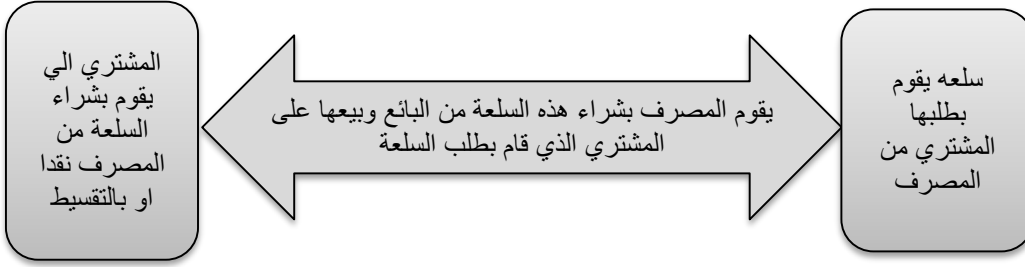 سلعه يقوم
بطلبها
المشتري من
المصرف
يقوم المصرف بشراء هذه السلعة من البائع وبيعها على
المشتري الذي قام بطلب السلعة
المشتري الي
يقوم بشراء
السلعة من
المصرف نقدا
او بالتقسيط